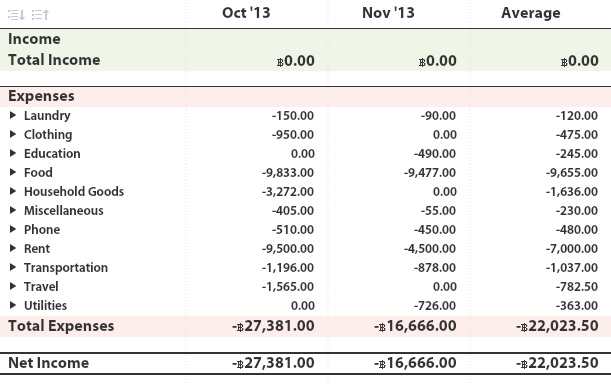 Oct '13 Nov '13 Average
Income
Total Income ฿0.00 ฿0.00 ฿0.00
Expenses
Laundry -150.00 -90.00 -120.00
Clothing -950.00 0.00 -475.00
Education 0.00 -490.00 -245.00
Food -9,833.00 -9,477.00 -9,655.00
Household Goods -3,272.00 0.00 -1,636.00
Miscellaneous -405.00 -55.00 -230.00
Phone -510.00 -450.00 -480.00
Rent -9,500.00 -4,500.00 -7,000.00
Transportation -1,196.00 -878.00 -1,037.00
Travel -1,565.00 0.00 -782.50
Utilities 0.00 -726.00 -363.00
Total Expenses -฿27,381.00 -฿16,666.00 -฿22,023.50
Net Income -฿27,381.00 -฿16,666.00 -฿22,023.50